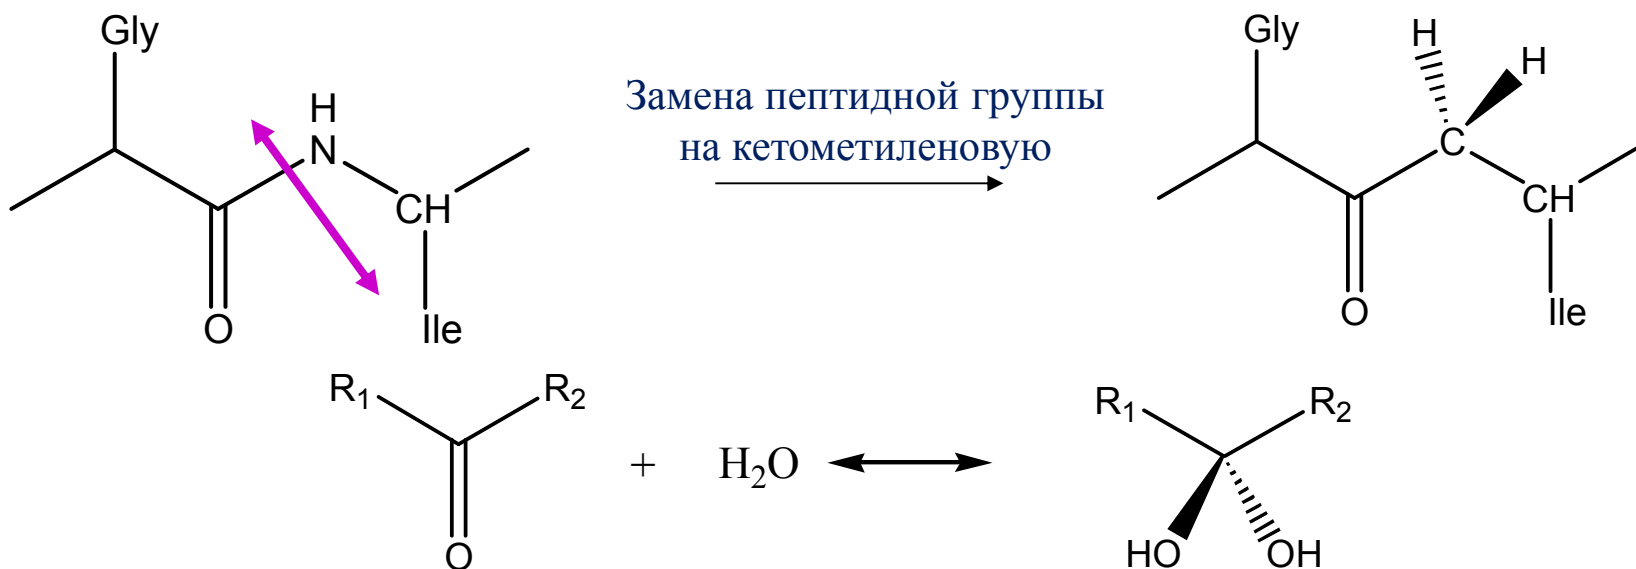 Gly
H
N
CH
O
Ile
Замена пептидной группы
на кетометиленовую
Gly
H
H
C
CH
O
Ile
R₁ R₂
O
+ H₂O
R₁ R₂
HO OH